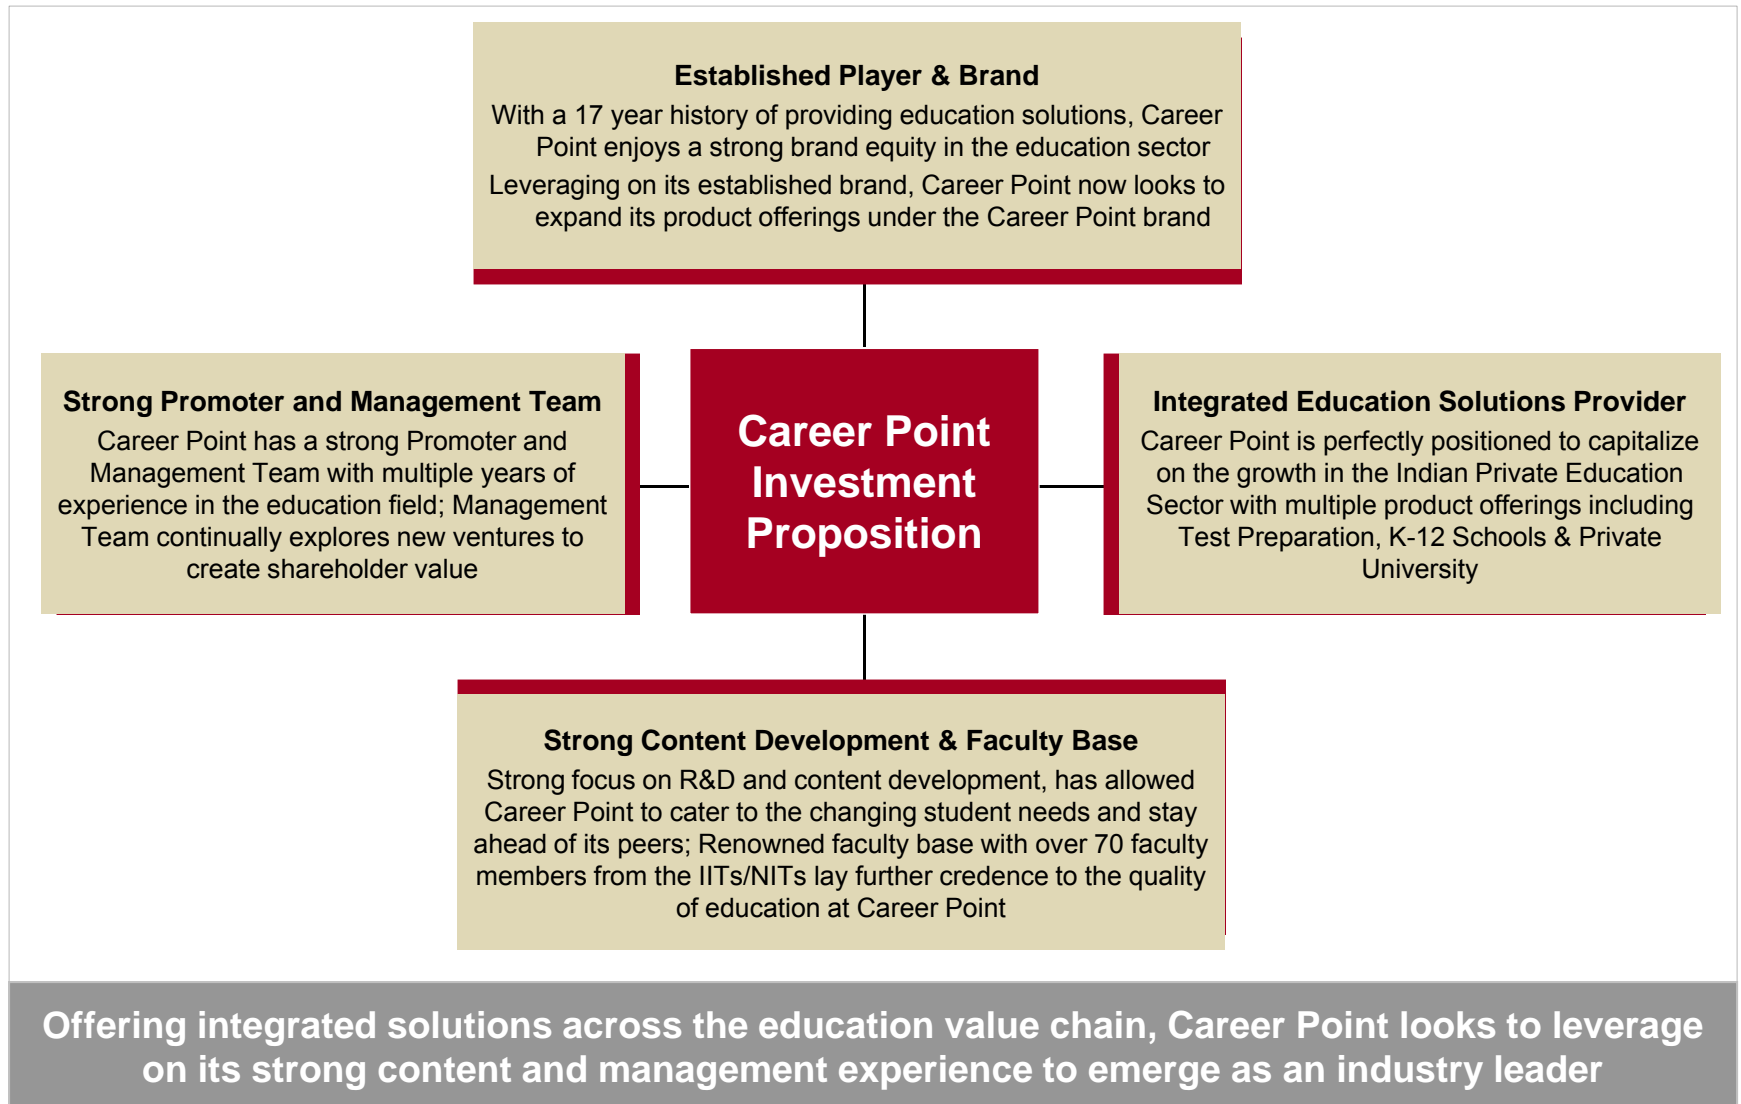 Established Player & Brand
With a 17 year history of providing education solutions, Career
Point enjoys a strong brand equity in the education sector
Leveraging on its established brand, Career Point now looks to
expand its product offerings under the Career Point brand
Strong Promoter and Management Team
Career Point has a strong Promoter and
Management Team with multiple years of
experience in the education field; Management
Team continually explores new ventures to
create shareholder value
Career Point
Investment
Proposition
Integrated Education Solutions Provider
Career Point is perfectly positioned to capitalize
on the growth in the Indian Private Education
Sector with multiple product offerings including
Test Preparation, K-12 Schools & Private
University
Strong Content Development & Faculty Base
Strong focus on R&D and content development, has allowed
Career Point to cater to the changing student needs and stay
ahead of its peers; Renowned faculty base with over 70 faculty
members from the IITs/NITs lay further credence to the quality
of education at Career Point
Offering integrated solutions across the education value chain, Career Point looks to leverage
on its strong content and management experience to emerge as an industry leader